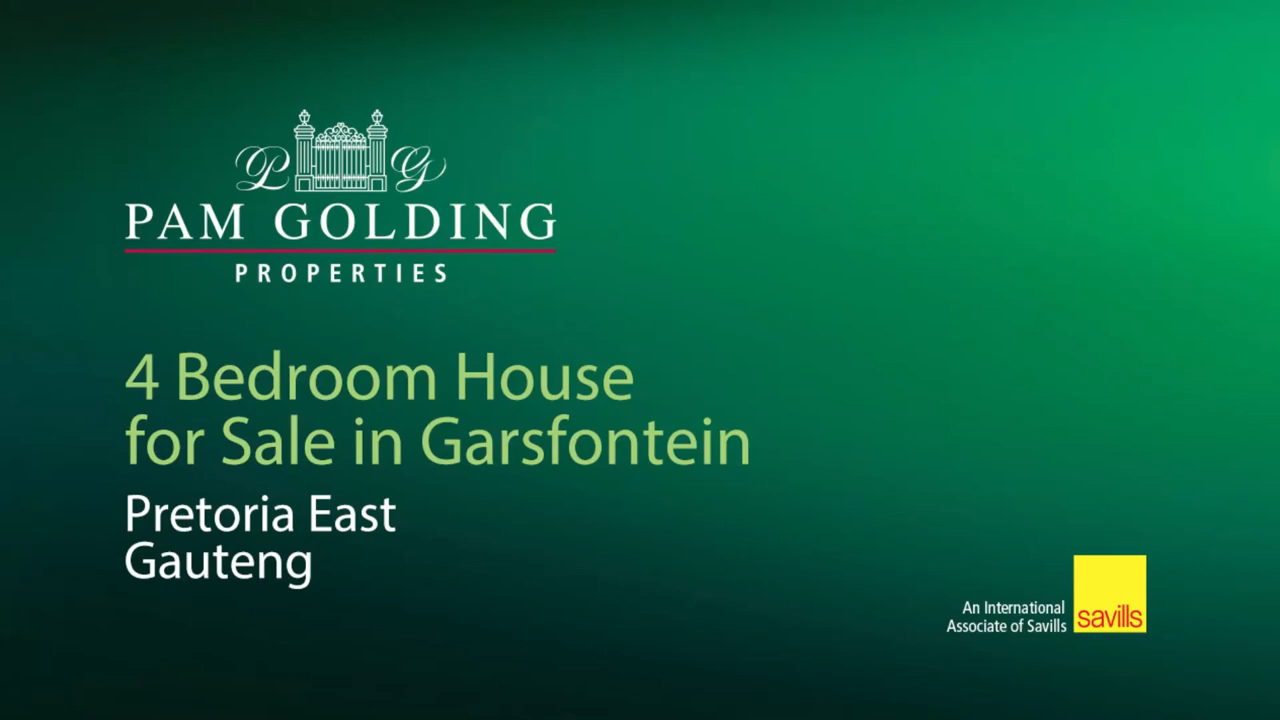 P G
PAM GOLDING
PROPERTIES
4 Bedroom House
for Sale in Garsfontein
Pretoria East
Gauteng
An International
Associate of Savills
savills